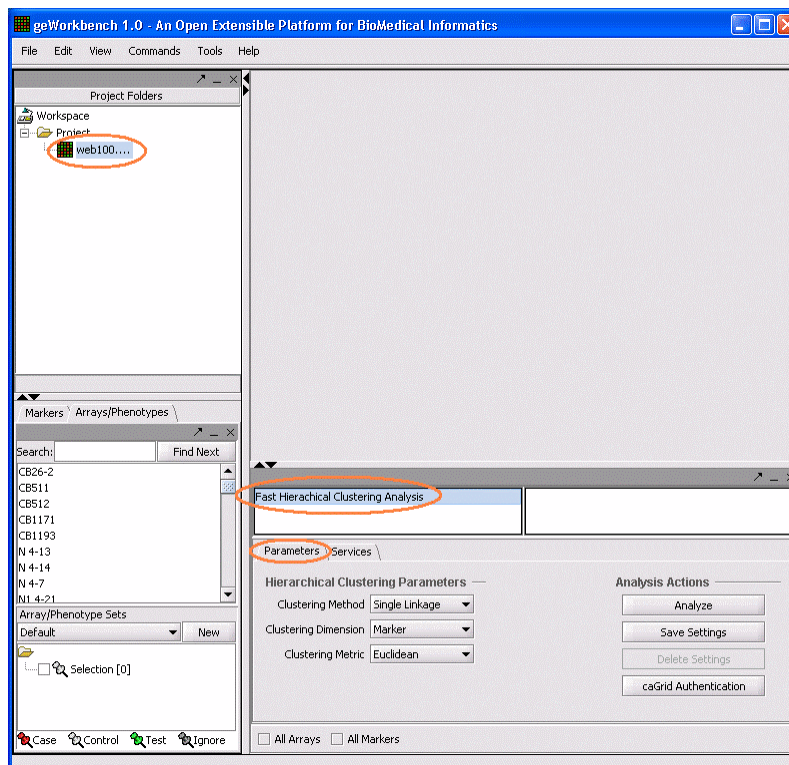 geWorkbench 1.0 - An Open Extensible Platform for BioMedical Informatics
File Edit View Commands Tools Help
Project Folders
Workspace
Project
web100....
Markers Arrays/Phenotypes
Search: Find Next
CB26-2
CB511
CB512
CB1171
CB1193
N 4-13
N 4-14
N 4-7
N1 4-21
Array/Phenotype Sets
Default New
Selection [0]
Case Control Test Ignore
Fast Hierachical Clustering Analysis
Parameters Services
Hierarchical Clustering Parameters
Clustering Method Single Linkage
Clustering Dimension Marker
Clustering Metric Euclidean
Analysis Actions
Analyze
Save Settings
Delete Settings
caGrid Authentication
All Arrays All Markers